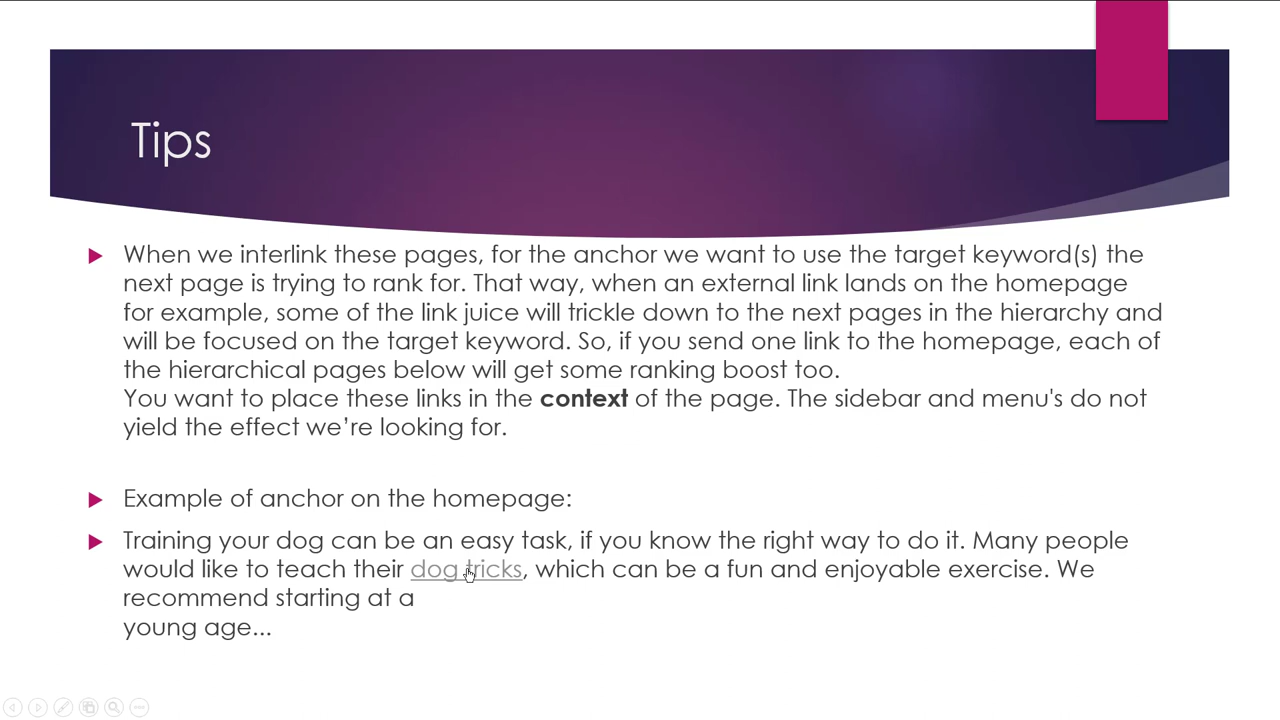 Tips
When we interlink these pages, for the anchor we want to use the target keyword(s) the
next page is trying to rank for. That way, when an external link lands on the homepage
for example, some of the link juice will trickle down to the next pages in the hierarchy and
will be focused on the target keyword. So, if you send one link to the homepage, each of
the hierarchical pages below will get some ranking boost too.
You want to place these links in the context of the page. The sidebar and menu's do not
yield the effect we’re looking for.
Example of anchor on the homepage:
Training your dog can be an easy task, if you know the right way to do it. Many people
would like to teach their dog tricks, which can be a fun and enjoyable exercise. We
recommend starting at a
young age...